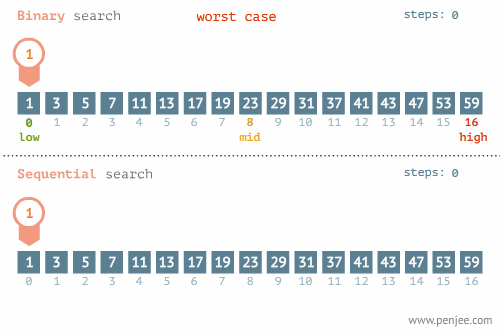 Binary search worst case steps: 0
1
1 3 5 7 11 13 17 19 23 29 31 37 41 43 47 53 59
0 1 2 3 4 5 6 7 8 9 10 11 12 13 14 15 16
low mid high
Sequential search steps: 0
1
1 3 5 7 11 13 17 19 23 29 31 37 41 43 47 53 59
0 1 2 3 4 5 6 7 8 9 10 11 12 13 14 15 16
www.penjee.com